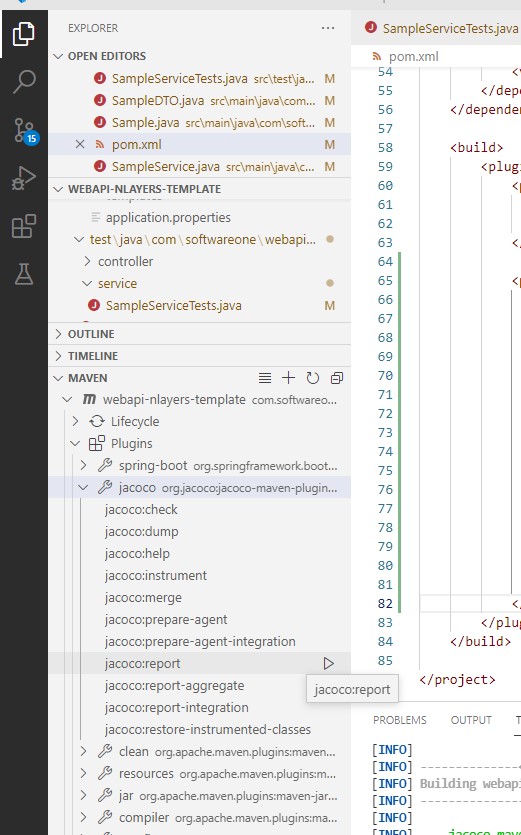 EXPLORER
OPEN EDITORS
SampleServiceTests.java src\test\ja... M
SampleDTO.java src\main\java\com... M
Sample.java src\main\java\com\soft... M
pom.xml M
SampleService.java src\main\java\c... M
15
WEBAPI-NLAYERS-TEMPLATE
application.properties
test\java\com\softwareone\webapi...
controller
service
SampleServiceTests.java M
OUTLINE
TIMELINE
MAVEN
webapi-nlayers-template com.softwareo...
Lifecycle
Plugins
spring-boot org.springframework.boot...
jacoco org.jacoco:jacoco-maven-plugin...
jacoco:check
jacoco:dump
jacoco:help
jacoco:instrument
jacoco:merge
jacoco:prepare-agent
jacoco:prepare-agent-integration
jacoco:report
jacoco:report-aggregate
jacoco:report-integration
jacoco:restore-instrumented-classes
clean org.apache.maven.plugins:maven...
resources org.apache.maven.plugins:m...
jar org.apache.maven.plugins:maven-jar...
compiler org.apache.maven.plugins:mav...
jacoco:report
SampleServiceTests.java
pom.xml
54
55 </depe
56 </dependen
57
58 <build>
59 <plugi
60 <p
61
62
63 </
64
65 <p
66
67
68
69
70
71
72
73
74
75
76
77
78
79
80
81
82 </
83 </plug
84 </build>
85
</project>
PROBLEMS OUTPUT
[INFO]
[INFO] ----------<
[INFO] Building webapi
[INFO] -----------
[INFO]